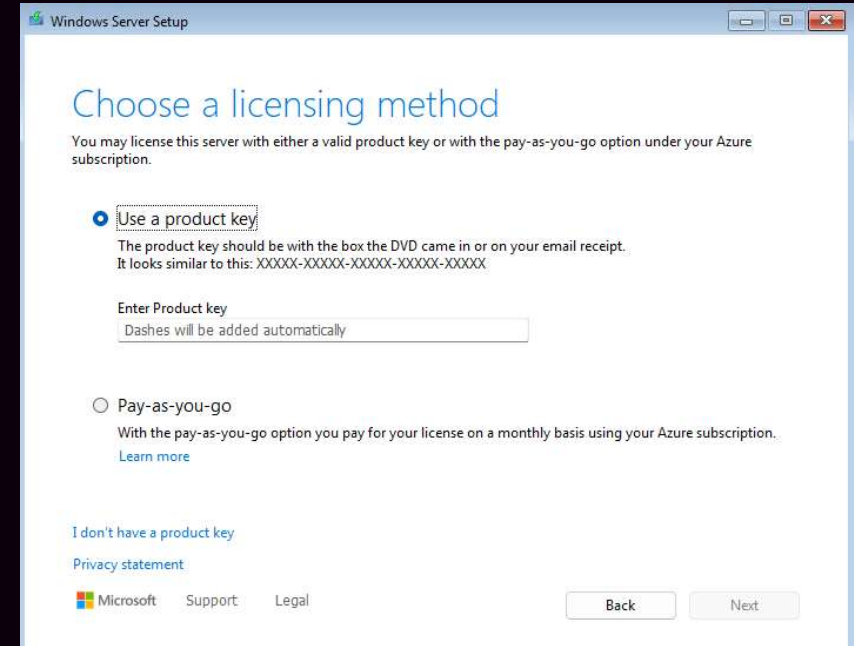 Windows Server Setup
Choose a licensing method
You may license this server with either a valid product key or with the pay-as-you-go option under your Azure
subscription.
Use a product key
The product key should be with the box the DVD came in or on your email receipt.
It looks similar to this: XXXXX-XXXXX-XXXXX-XXXXX-XXXXX
Enter Product key
Dashes will be added automatically
Pay-as-you-go
With the pay-as-you-go option you pay for your license on a monthly basis using your Azure subscription.
Learn more
I don't have a product key
Privacy statement
Microsoft Support Legal Back Next